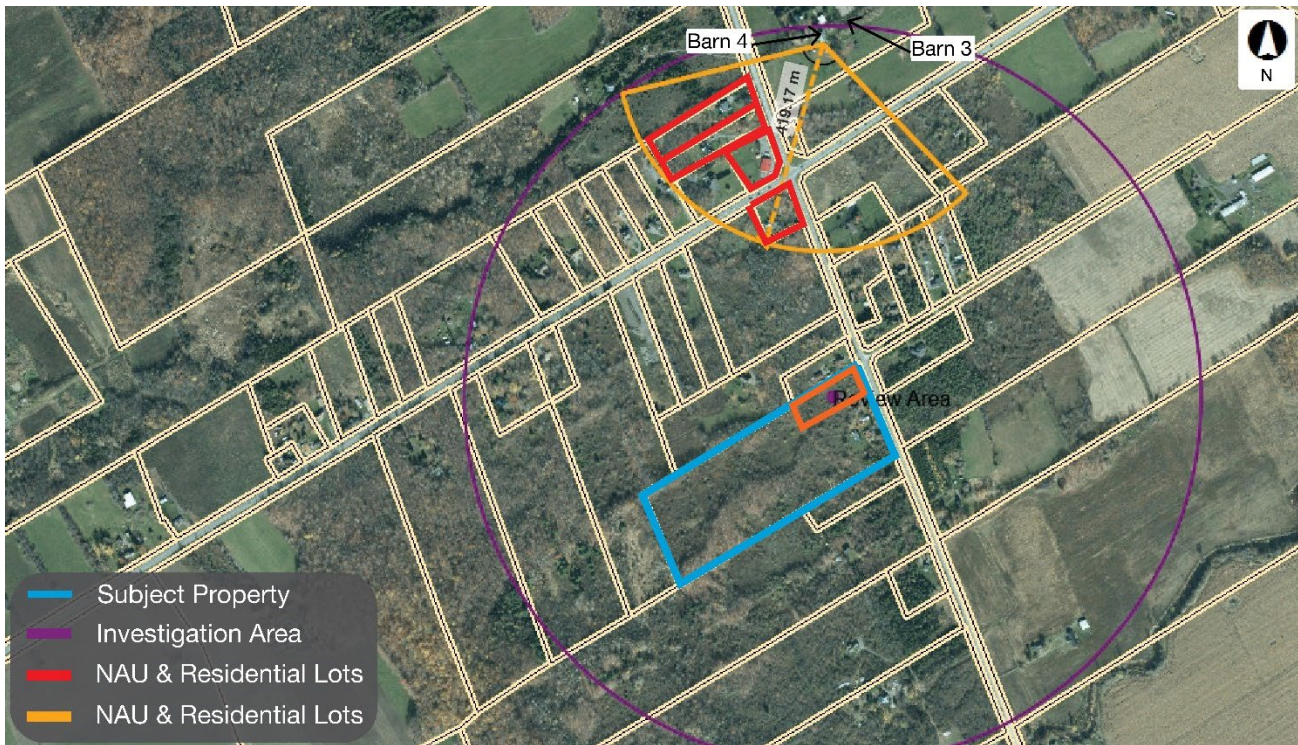 Barn 4
Barn 3
N
419.17 m
Review Area
Subject Property
Investigation Area
NAU & Residential Lots
NAU & Residential Lots